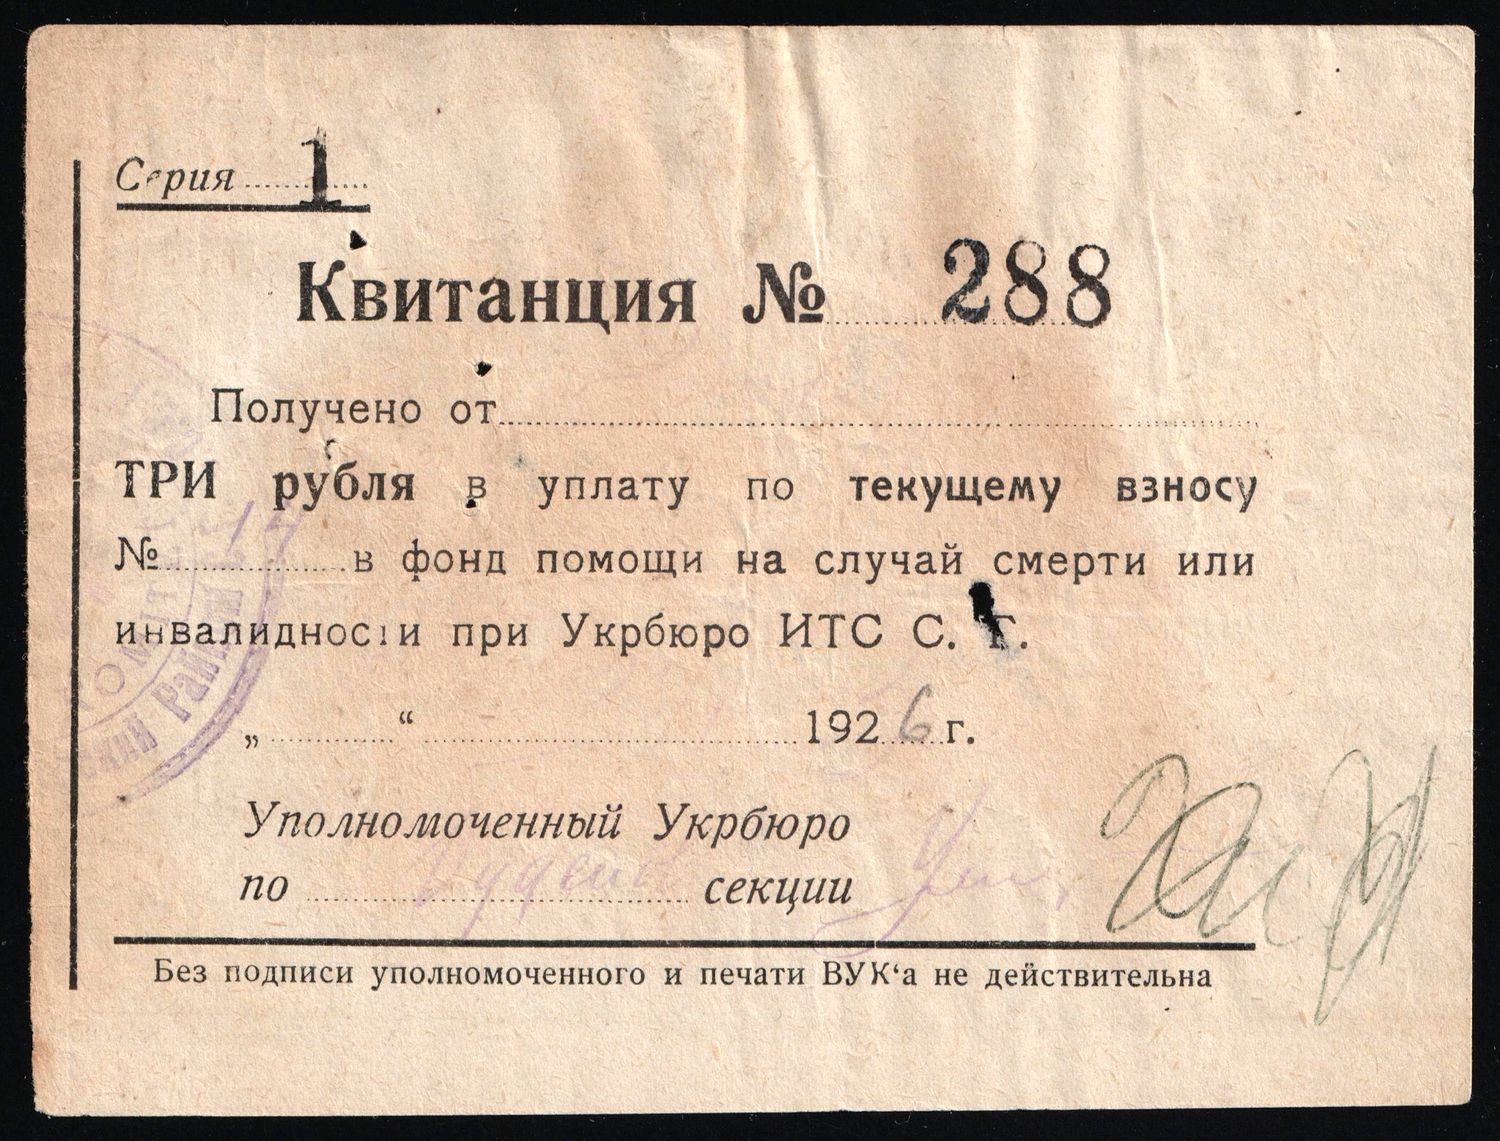 Серия 1
Квитанция № 288
Получено от
ТРИ рубля в уплату по текущему взносу
№ в фонд помощи на случай смерти или
инвалидности при Укрбюро ИТС С. Г.
„ “ 1926 г.
Уполномоченный Укрбюро
по секции
Без подписи уполномоченного и печати ВУК‘а не действительна